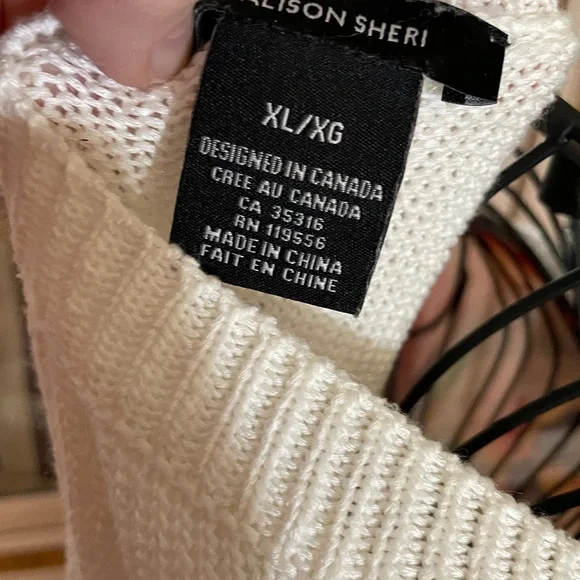 ALISON SHERI
XL/XG
DESIGNED IN CANADA
CREE AU CANADA
CA 35316
RN 119556
MADE IN CHINA
FAIT EN CHINE